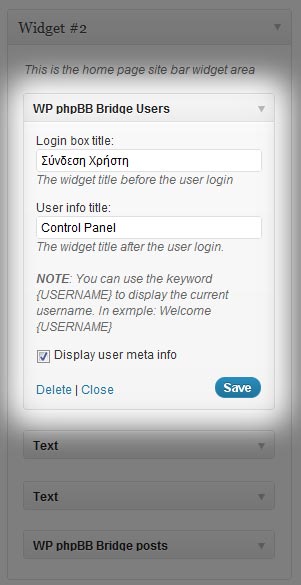 Widget #2
This is the home page site bar widget area
WP phpBB Bridge Users
Login box title:
Σύνδεση Χρήστη
The widget title before the user login
User info title:
Control Panel
The widget title after the user login.
NOTE: You can use the keyword
{USERNAME} to display the current
username. In exmple: Welcome
{USERNAME}
Display user meta info
Delete | Close
Save
Text
Text
WP phpBB Bridge posts